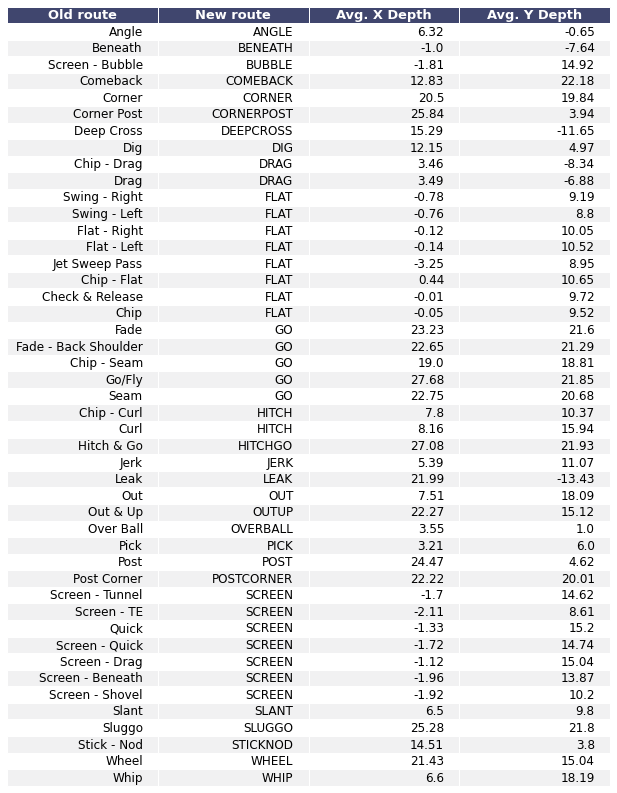 Old route New route Avg. X Depth Avg. Y Depth
Angle ANGLE 6.32 -0.65
Beneath BENEATH -1.0 -7.64
Screen - Bubble BUBBLE -1.81 14.92
Comeback COMEBACK 12.83 22.18
Corner CORNER 20.5 19.84
Corner Post CORNERPOST 25.84 3.94
Deep Cross DEEPCROSS 15.29 -11.65
Dig DIG 12.15 4.97
Chip - Drag DRAG 3.46 -8.34
Drag DRAG 3.49 -6.88
Swing - Right FLAT -0.78 9.19
Swing - Left FLAT -0.76 8.8
Flat - Right FLAT -0.12 10.05
Flat - Left FLAT -0.14 10.52
Jet Sweep Pass FLAT -3.25 8.95
Chip - Flat FLAT 0.44 10.65
Check & Release FLAT -0.01 9.72
Chip FLAT -0.05 9.52
Fade GO 23.23 21.6
Fade - Back Shoulder GO 22.65 21.29
Chip - Seam GO 19.0 18.81
Go/Fly GO 27.68 21.85
Seam GO 22.75 20.68
Chip - Curl HITCH 7.8 10.37
Curl HITCH 8.16 15.94
Hitch & Go HITCHGO 27.08 21.93
Jerk JERK 5.39 11.07
Leak LEAK 21.99 -13.43
Out OUT 7.51 18.09
Out & Up OUTUP 22.27 15.12
Over Ball OVERBALL 3.55 1.0
Pick PICK 3.21 6.0
Post POST 24.47 4.62
Post Corner POSTCORNER 22.22 20.01
Screen - Tunnel SCREEN -1.7 14.62
Screen - TE SCREEN -2.11 8.61
Quick SCREEN -1.33 15.2
Screen - Quick SCREEN -1.72 14.74
Screen - Drag SCREEN -1.12 15.04
Screen - Beneath SCREEN -1.96 13.87
Screen - Shovel SCREEN -1.92 10.2
Slant SLANT 6.5 9.8
Sluggo SLUGGO 25.28 21.8
Stick - Nod STICKNOD 14.51 3.8
Wheel WHEEL 21.43 15.04
Whip WHIP 6.6 18.19